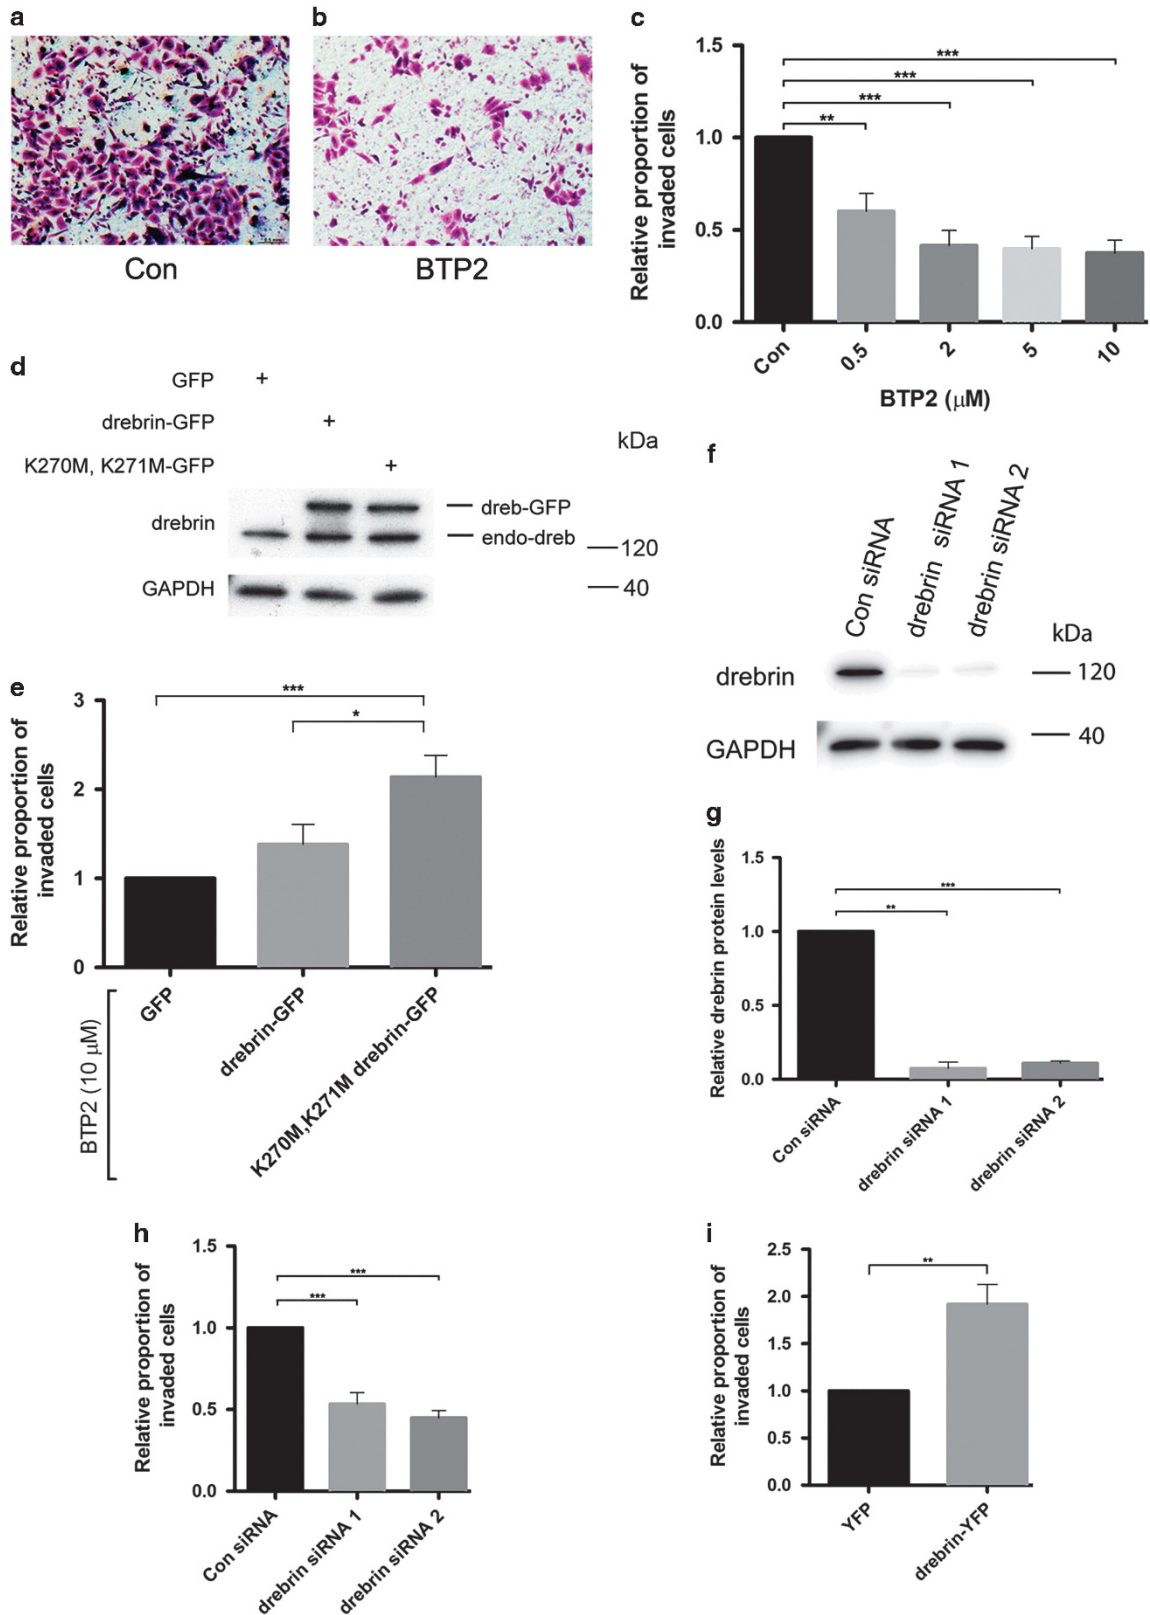 a
b
c
Con
BTP2
Relative proportion of
invaded cells
1.5
1.0
0.5
0.0
***
***
***
**
Con
0.5
2
5
10
BTP2 (μM)
d
GFP
+
drebrin-GFP
+
K270M, K271M-GFP
+
kDa
drebrin
dreb-GFP
endo-dreb
120
GAPDH
40
e
Relative proportion of
invaded cells
3
2
1
0
***
*
GFP
drebrin-GFP
K270M,K271M drebrin-GFP
BTP2 (10 μM)
f
Con siRNA
drebrin siRNA 1
drebrin siRNA 2
kDa
drebrin
120
GAPDH
40
g
Relative drebrin protein levels
1.5
1.0
0.5
0.0
***
**
Con siRNA
drebrin siRNA 1
drebrin siRNA 2
h
Relative proportion of
invaded cells
1.5
1.0
0.5
0.0
***
***
Con siRNA
drebrin siRNA 1
drebrin siRNA 2
i
Relative proportion of
invaded cells
2.5
2.0
1.5
1.0
0.5
0.0
**
YFP
drebrin-YFP